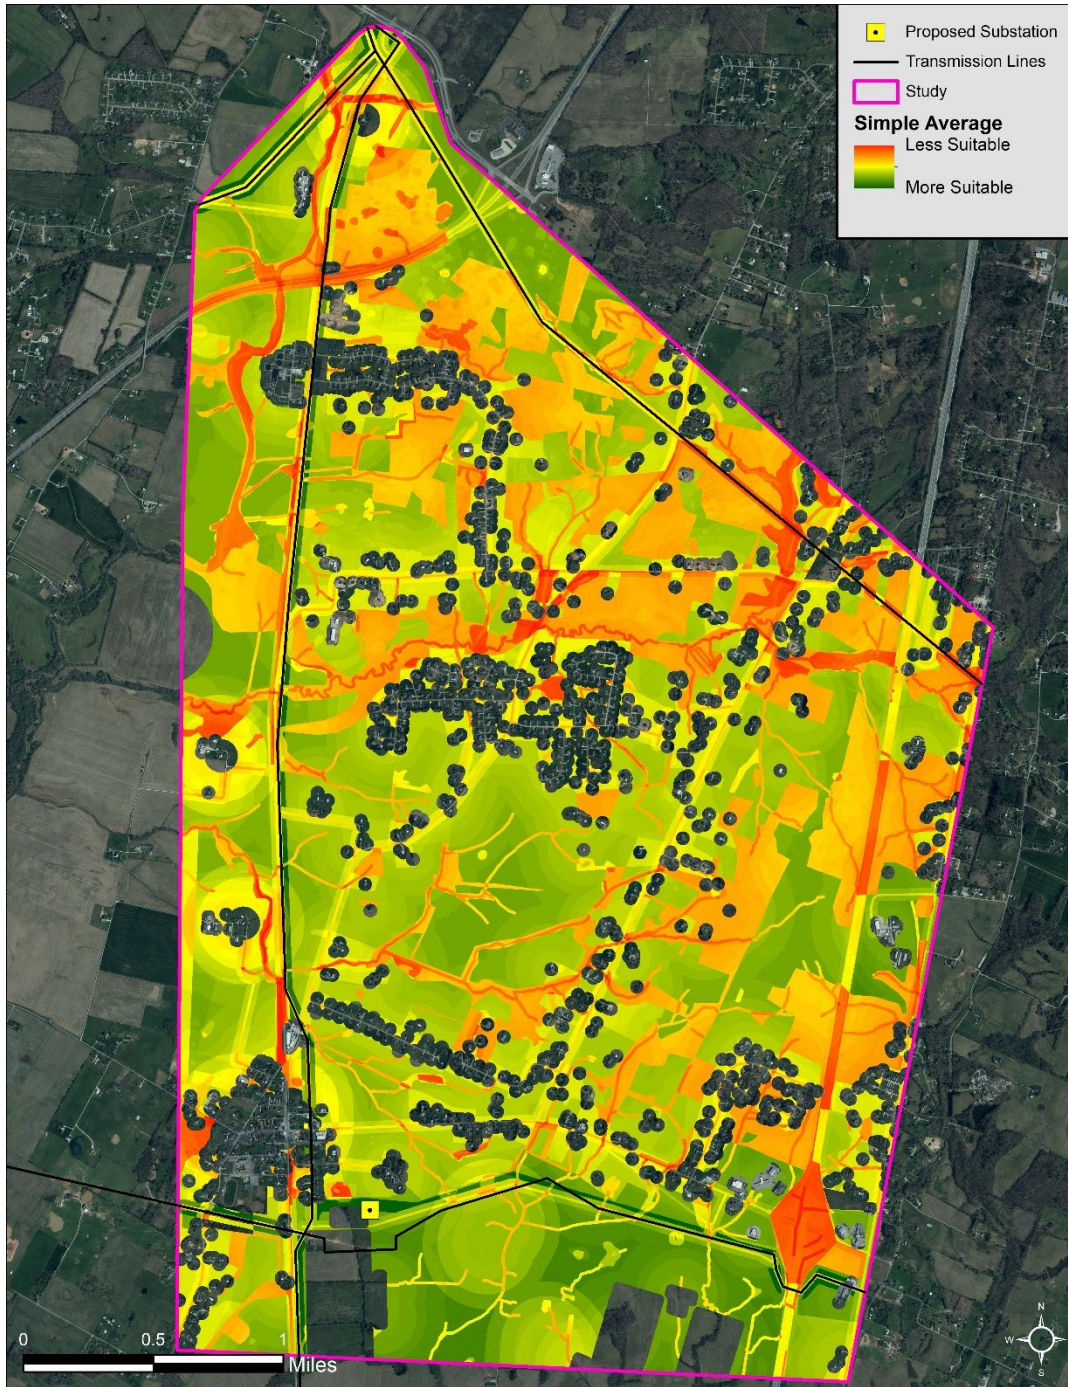 Proposed Substation
Transmission Lines
Study
Simple Average
Less Suitable
More Suitable
N
W
S
0
0.5
1
Miles